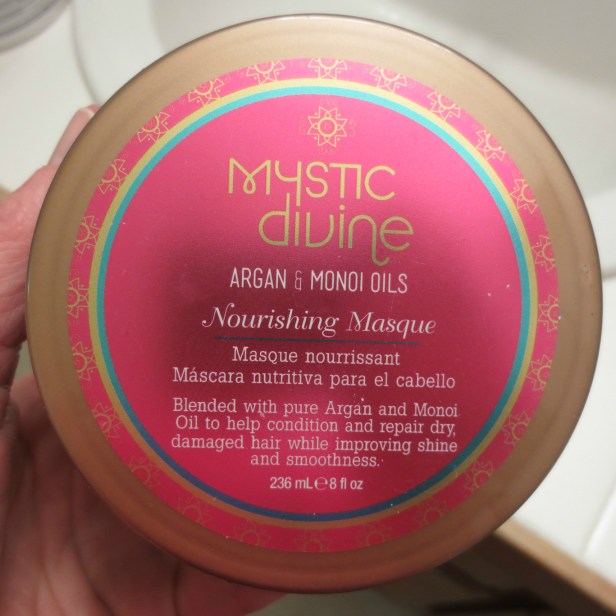 MYSTIC
divine
ARGAN & MONOI OILS
Nourishing Masque
Masque nourrissant
Máscara nutritiva para el cabello
Blended with pure Argan and Monoi
Oil to help condition and repair dry,
damaged hair while improving shine
and smoothness.
236 mL ℮ 8 fl oz